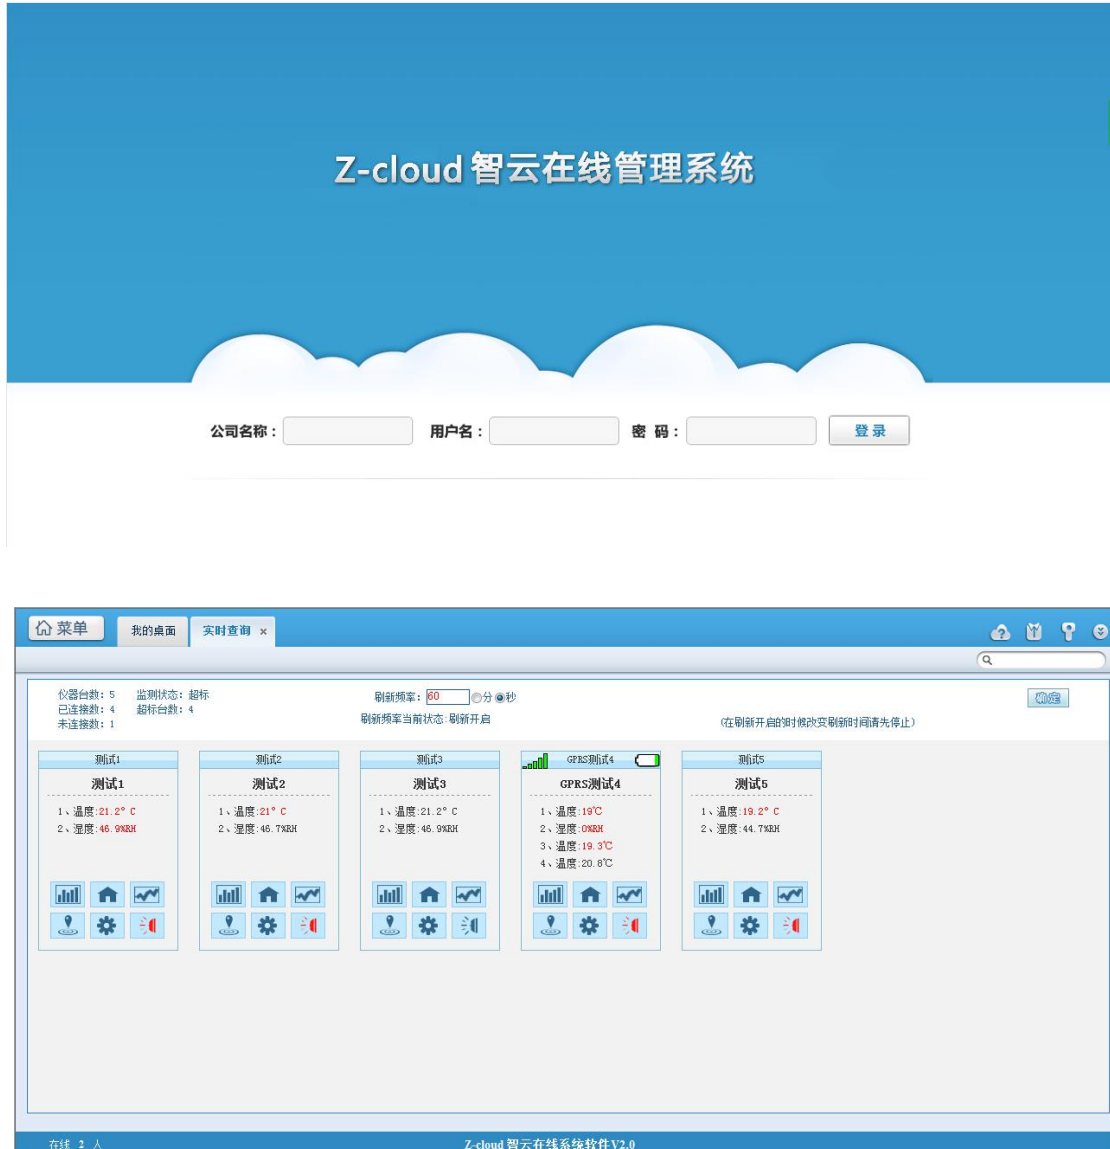 Z-cloud 智云在线管理系统
公司名称： 用户名： 密 码： 登 录
菜单 我的桌面 实时查询 ×
仪器台数：5 监测状态：超标 刷新频率：60 分 秒 确定
已连接数：4 超标台数：4 刷新频率当前状态:刷新开启 (在刷新开启的时候改变刷新时间请先停止)
未连接数：1
测试1 测试2 测试3 GPRS测试4 测试5
测试1 测试2 测试3 GPRS测试4 测试5
1、温度:21.2° C 1、温度:21° C 1、温度:21.2° C 1、温度:19℃ 1、温度:19.2° C
2、湿度:46.9%RH 2、湿度:46.7%RH 2、湿度:46.9%RH 2、湿度:0%RH 2、湿度:44.7%RH
3、温度:19.3℃
4、温度:20.8℃
在线 2 人 Z-cloud 智云在线系统软件V2.0